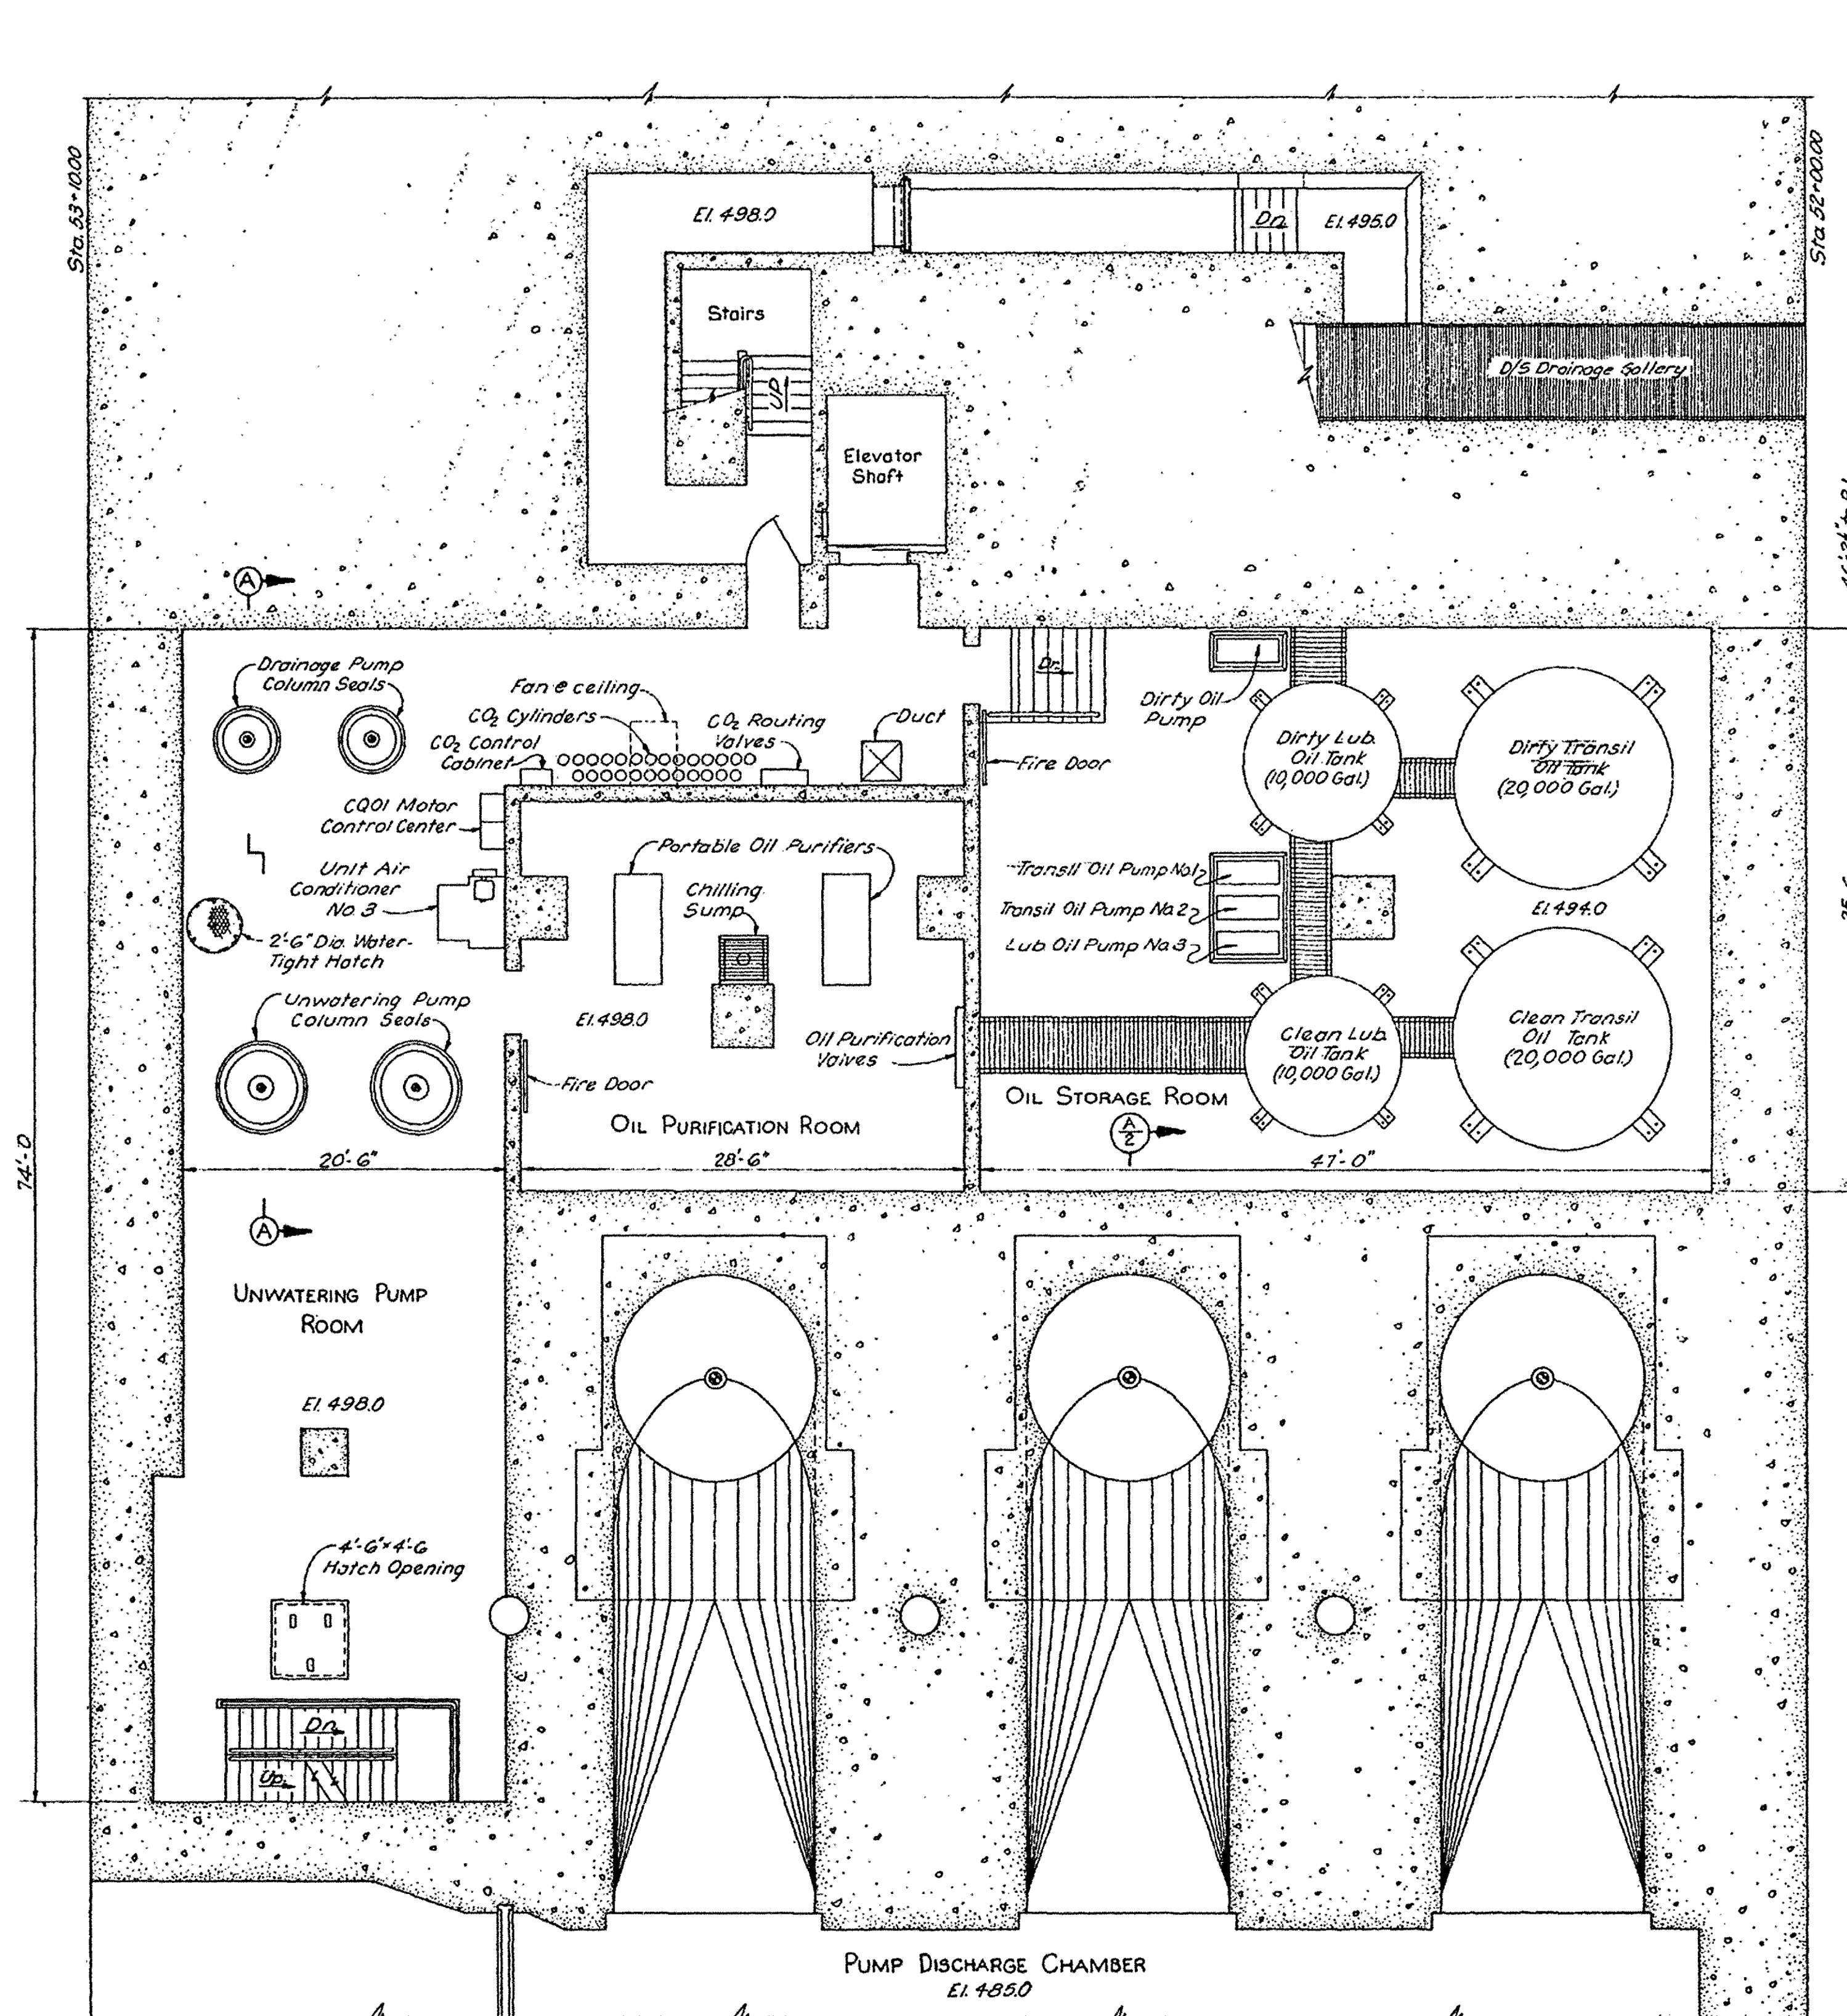 Sta. 53+10.00
Sta 52+00.00
El. 498.0
Dn.
El. 495.0
Stairs
UP
D/S Drainage Gallery
Elevator
Shaft
A
Drainage Pump
Column Seals
Fan @ ceiling
CO2 Cylinders
CO2 Routing
Valves
Duct
CO2 Control
Cabinet
CQ01 Motor
Control Center
Unit Air
Conditioner
No. 3
2'-6" Dia. Water-
Tight Hatch
Unwatering Pump
Column Seals
Portable Oil Purifiers
Chilling
Sump
El. 498.0
Oil Purification
Valves
Fire Door
OIL PURIFICATION ROOM
Dn.
Fire Door
Dirty Oil
Pump
Dirty Lub.
Oil Tank
(10,000 Gal.)
Dirty Transil
Oil Tank
(20,000 Gal.)
Transil Oil Pump No.1
Transil Oil Pump No.2
Lub Oil Pump No.3
El. 494.0
Clean Lub.
Oil Tank
(10,000 Gal.)
Clean Transil
Oil Tank
(20,000 Gal.)
OIL STORAGE ROOM
A
2
74'-0
20'-6"
28'-6"
47'-0"
A
UNWATERING PUMP
ROOM
El. 498.0
4'-6"x4'-6
Hatch Opening
Dn.
Up
PUMP DISCHARGE CHAMBER
El. 485.0